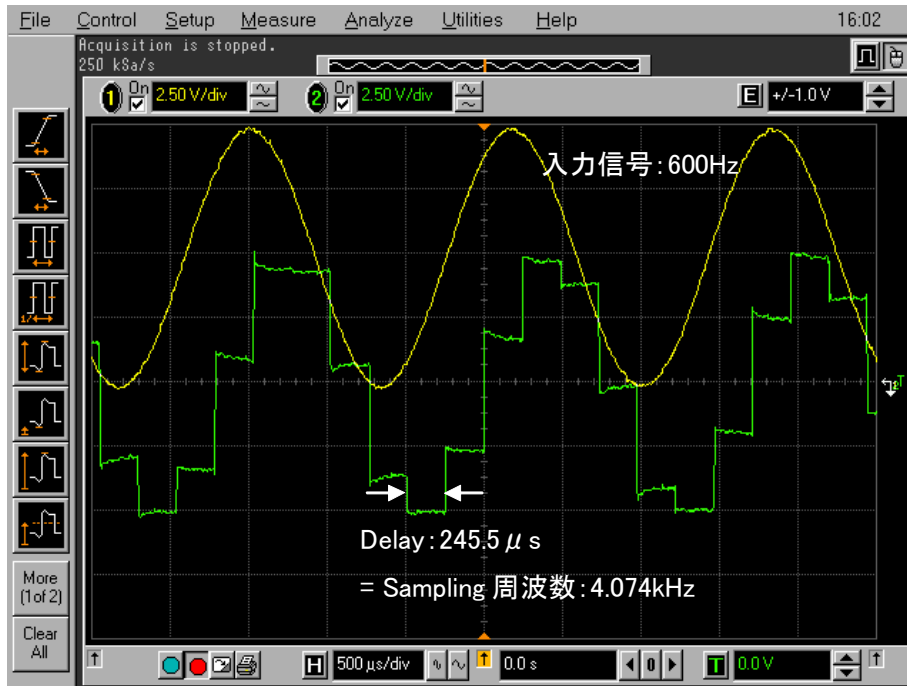 File Control Setup Measure Analyze Utilities Help 16:02
Acquisition is stopped.
250 kSa/s
1 On 2.50 V/div 2 On 2.50 V/div E +/-1.0 V
入力信号:600Hz
Delay:245.5μs
= Sampling 周波数:4.074kHz
More
(1of 2)
Clear
All
H 500 μs/div 0.0 s 0 T 0.0 V